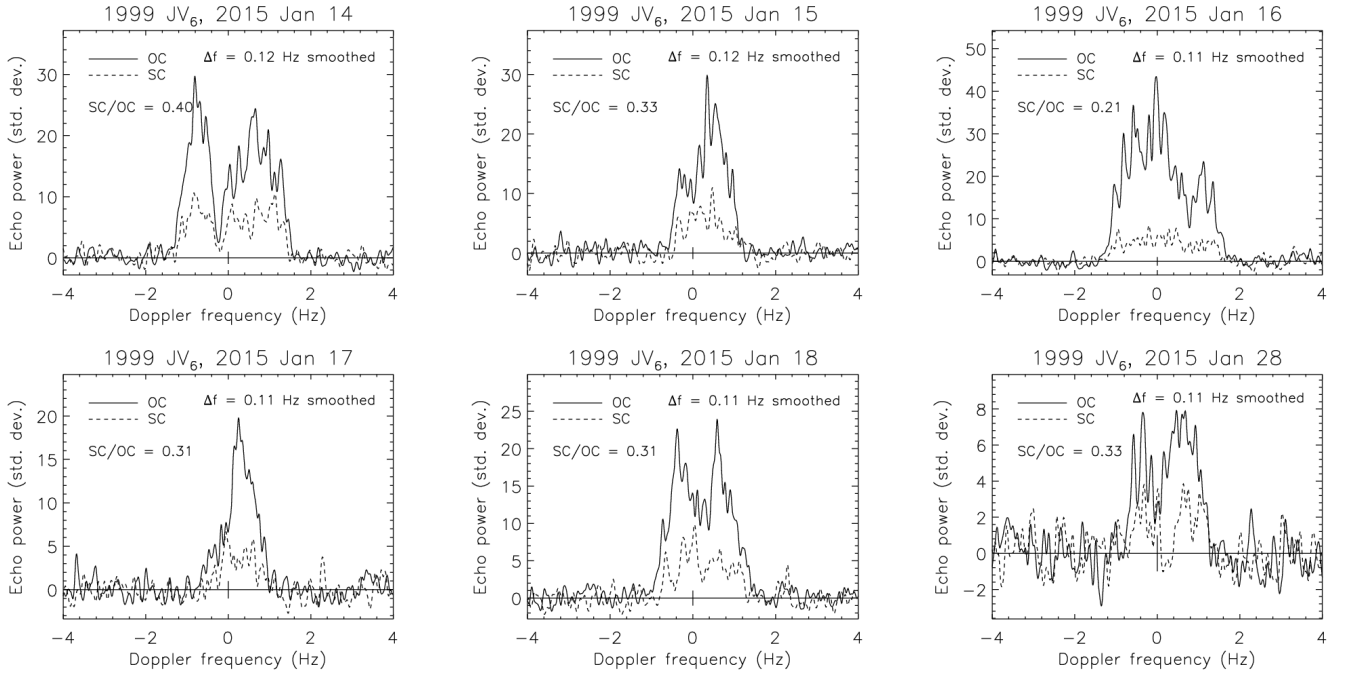 1999 JV6, 2015 Jan 14
OC
SC
Δf = 0.12 Hz smoothed
SC/OC = 0.40
Echo power (std. dev.)
30
20
10
0
−4
−2
0
2
4
Doppler frequency (Hz)
1999 JV6, 2015 Jan 15
OC
SC
Δf = 0.12 Hz smoothed
SC/OC = 0.33
Echo power (std. dev.)
30
20
10
0
−4
−2
0
2
4
Doppler frequency (Hz)
1999 JV6, 2015 Jan 16
OC
SC
Δf = 0.11 Hz smoothed
SC/OC = 0.21
Echo power (std. dev.)
50
40
30
20
10
0
−4
−2
0
2
4
Doppler frequency (Hz)
1999 JV6, 2015 Jan 17
OC
SC
Δf = 0.11 Hz smoothed
SC/OC = 0.31
Echo power (std. dev.)
20
15
10
5
0
−4
−2
0
2
4
Doppler frequency (Hz)
1999 JV6, 2015 Jan 18
OC
SC
Δf = 0.11 Hz smoothed
SC/OC = 0.31
Echo power (std. dev.)
25
20
15
10
5
0
−4
−2
0
2
4
Doppler frequency (Hz)
1999 JV6, 2015 Jan 28
OC
SC
Δf = 0.11 Hz smoothed
SC/OC = 0.33
Echo power (std. dev.)
8
6
4
2
0
−2
−4
−2
0
2
4
Doppler frequency (Hz)